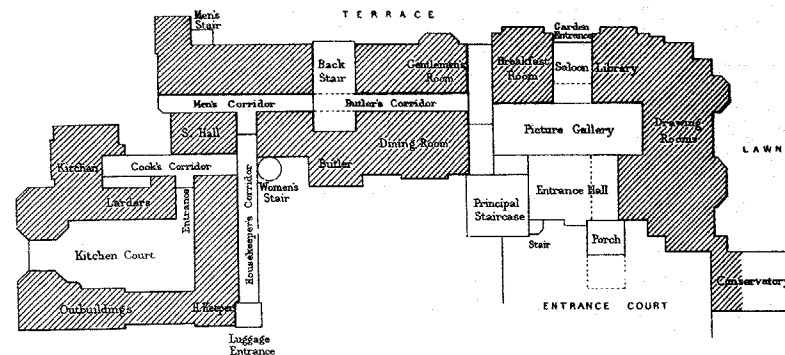 TERRACE
Men's
Stair
Garden
Entrance
Back
Stair
Gentlemen's
Room
Breakfast
Room
Saloon
Library
Men's Corridor
Butler's Corridor
S. Hall
Dining Room
Picture Gallery
Drawing
Rooms
LAWN
Kitchen
Cook's Corridor
Butler
Women's
Stair
Entrance Hall
Larders
Entrance
Housekeeper's Corridor
Principal
Staircase
Stair
Porch
Kitchen Court
Conservatory
Outbuildings
H. Keeper
ENTRANCE COURT
Luggage
Entrance